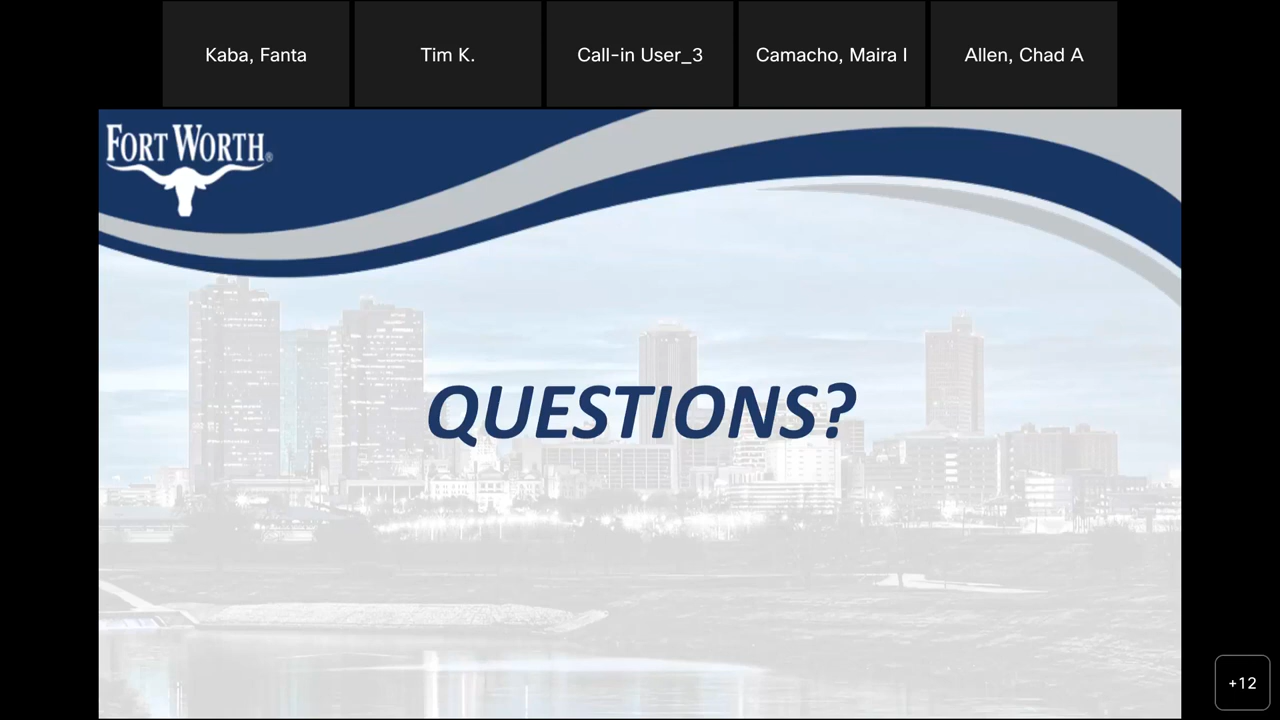 Kaba, Fanta
Tim K.
Call-in User_3
Camacho, Maira I
Allen, Chad A
FORT WORTH®
QUESTIONS?
+12